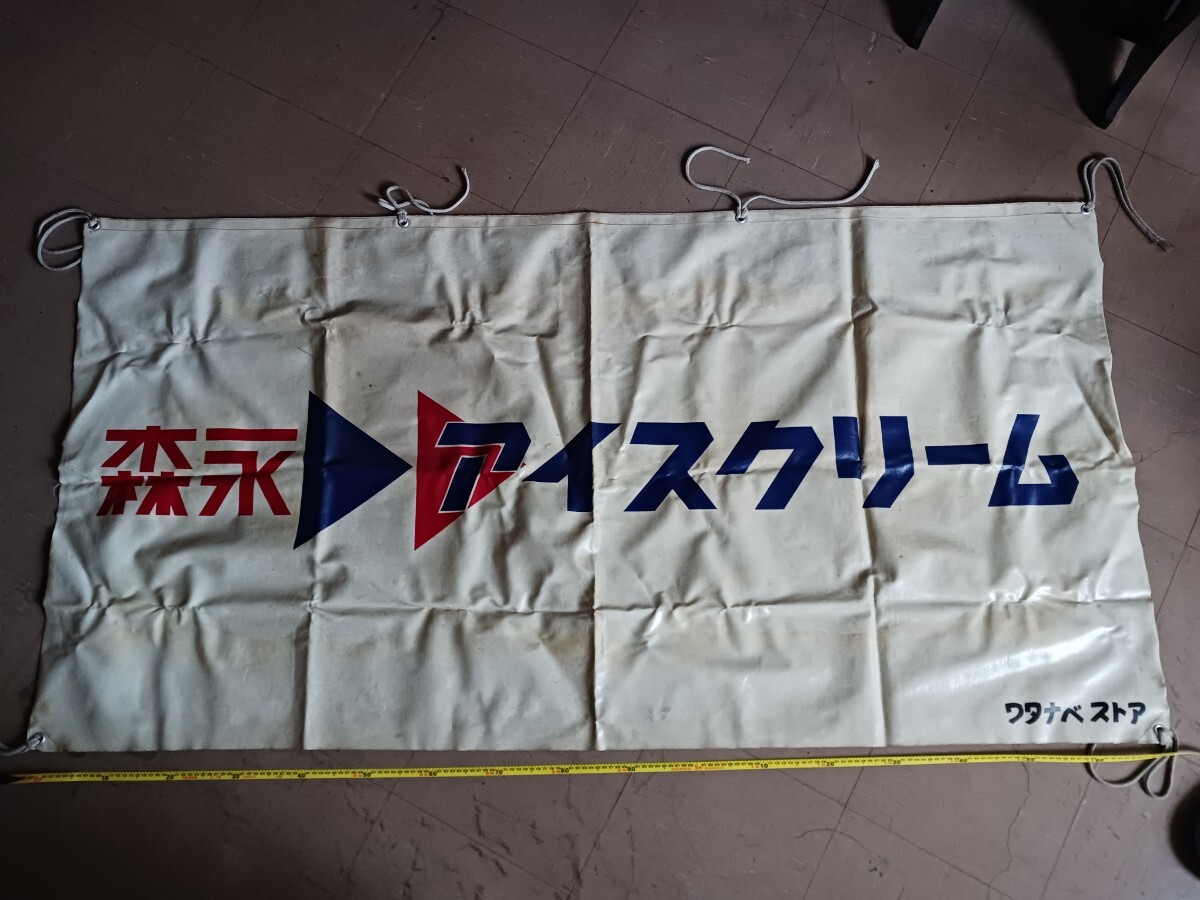 森永アイスクリーム
ワタナベ ストア